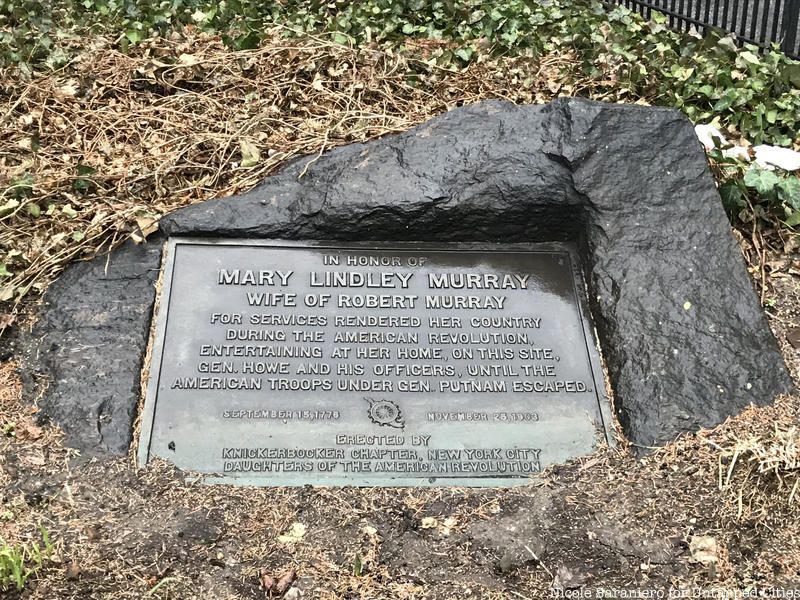 IN HONOR OF
MARY LINDLEY MURRAY
WIFE OF ROBERT MURRAY
FOR SERVICES RENDERED HER COUNTRY
DURING THE AMERICAN REVOLUTION,
ENTERTAINING AT HER HOME, ON THIS SITE,
GEN. HOWE AND HIS OFFICERS, UNTIL THE
AMERICAN TROOPS UNDER GEN. PUTNAM ESCAPED.
SEPTEMBER 15, 1776 NOVEMBER 25, 1903
ERECTED BY
KNICKERBOCKER CHAPTER, NEW YORK CITY
DAUGHTERS OF THE AMERICAN REVOLUTION
Nicole Saraniero for Untapped Cities